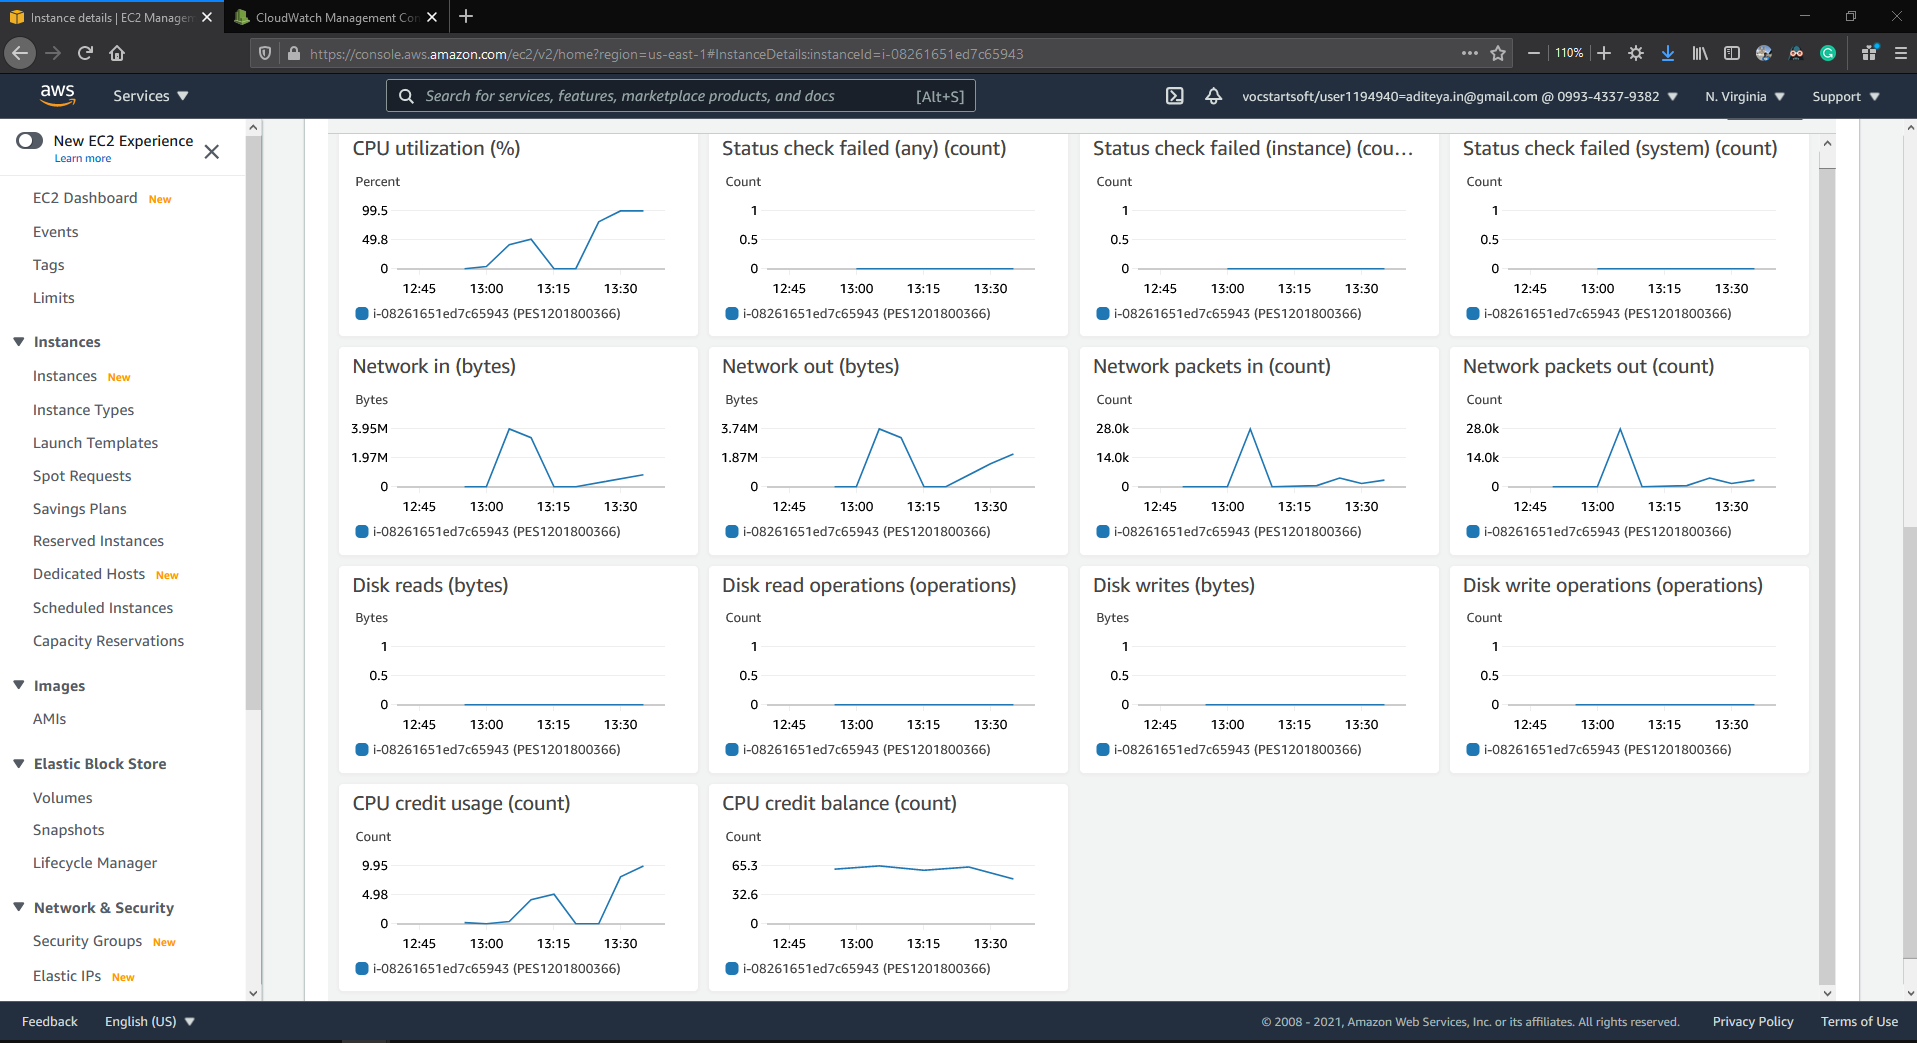 Instance details | EC2 Managem
CloudWatch Management Con
https://console.aws.amazon.com/ec2/v2/home?region=us-east-1#InstanceDetails:instanceId=i-08261651ed7c65943
110%
aws
Services
Search for services, features, marketplace products, and docs [Alt+S]
vocstartsoft/user1194940=aditeya.in@gmail.com @ 0993-4337-9382
N. Virginia
Support
New EC2 Experience
Learn more
EC2 Dashboard New
Events
Tags
Limits
Instances
Instances New
Instance Types
Launch Templates
Spot Requests
Savings Plans
Reserved Instances
Dedicated Hosts New
Scheduled Instances
Capacity Reservations
Images
AMIs
Elastic Block Store
Volumes
Snapshots
Lifecycle Manager
Network & Security
Security Groups New
Elastic IPs New
CPU utilization (%)
Percent
99.5
49.8
0
12:45 13:00 13:15 13:30
i-08261651ed7c65943 (PES1201800366)
Status check failed (any) (count)
Count
1
0.5
0
12:45 13:00 13:15 13:30
i-08261651ed7c65943 (PES1201800366)
Status check failed (instance) (cou...
Count
1
0.5
0
12:45 13:00 13:15 13:30
i-08261651ed7c65943 (PES1201800366)
Status check failed (system) (count)
Count
1
0.5
0
12:45 13:00 13:15 13:30
i-08261651ed7c65943 (PES1201800366)
Network in (bytes)
Bytes
3.95M
1.97M
0
12:45 13:00 13:15 13:30
i-08261651ed7c65943 (PES1201800366)
Network out (bytes)
Bytes
3.74M
1.87M
0
12:45 13:00 13:15 13:30
i-08261651ed7c65943 (PES1201800366)
Network packets in (count)
Count
28.0k
14.0k
0
12:45 13:00 13:15 13:30
i-08261651ed7c65943 (PES1201800366)
Network packets out (count)
Count
28.0k
14.0k
0
12:45 13:00 13:15 13:30
i-08261651ed7c65943 (PES1201800366)
Disk reads (bytes)
Bytes
1
0.5
0
12:45 13:00 13:15 13:30
i-08261651ed7c65943 (PES1201800366)
Disk read operations (operations)
Count
1
0.5
0
12:45 13:00 13:15 13:30
i-08261651ed7c65943 (PES1201800366)
Disk writes (bytes)
Bytes
1
0.5
0
12:45 13:00 13:15 13:30
i-08261651ed7c65943 (PES1201800366)
Disk write operations (operations)
Count
1
0.5
0
12:45 13:00 13:15 13:30
i-08261651ed7c65943 (PES1201800366)
CPU credit usage (count)
Count
9.95
4.98
0
12:45 13:00 13:15 13:30
i-08261651ed7c65943 (PES1201800366)
CPU credit balance (count)
Count
65.3
32.6
0
12:45 13:00 13:15 13:30
i-08261651ed7c65943 (PES1201800366)
Feedback
English (US)
© 2008 - 2021, Amazon Web Services, Inc. or its affiliates. All rights reserved.
Privacy Policy
Terms of Use